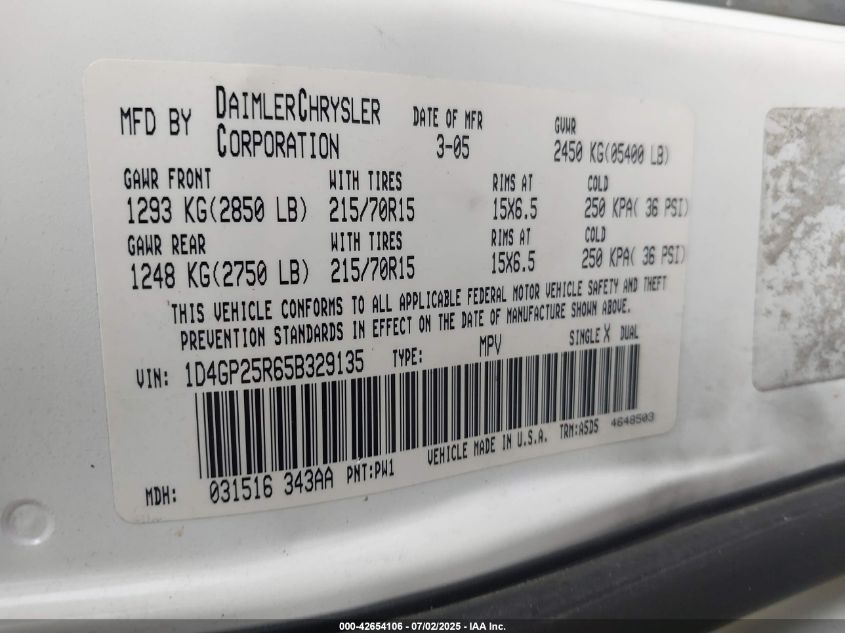 MFD BY DAIMLERCHRYSLER CORPORATION DATE OF MFR 3-05 GVWR 2450 KG(05400 LB)
GAWR FRONT WITH TIRES RIMS AT COLD
1293 KG(2850 LB) 215/70R15 15X6.5 250 KPA( 36 PSI)
GAWR REAR WITH TIRES RIMS AT COLD
1248 KG(2750 LB) 215/70R15 15X6.5 250 KPA( 36 PSI)
THIS VEHICLE CONFORMS TO ALL APPLICABLE FEDERAL MOTOR VEHICLE SAFETY AND THEFT
PREVENTION STANDARDS IN EFFECT ON THE DATE OF MANUFACTURE SHOWN ABOVE.
VIN: 1D4GP25R65B329135 TYPE: MPV SINGLE X DUAL
MDH: 031516 343AA PNT:PW1 VEHICLE MADE IN U.S.A. TRM:A5D5 4648503
000-42654106 - 07/02/2025 - IAA Inc.